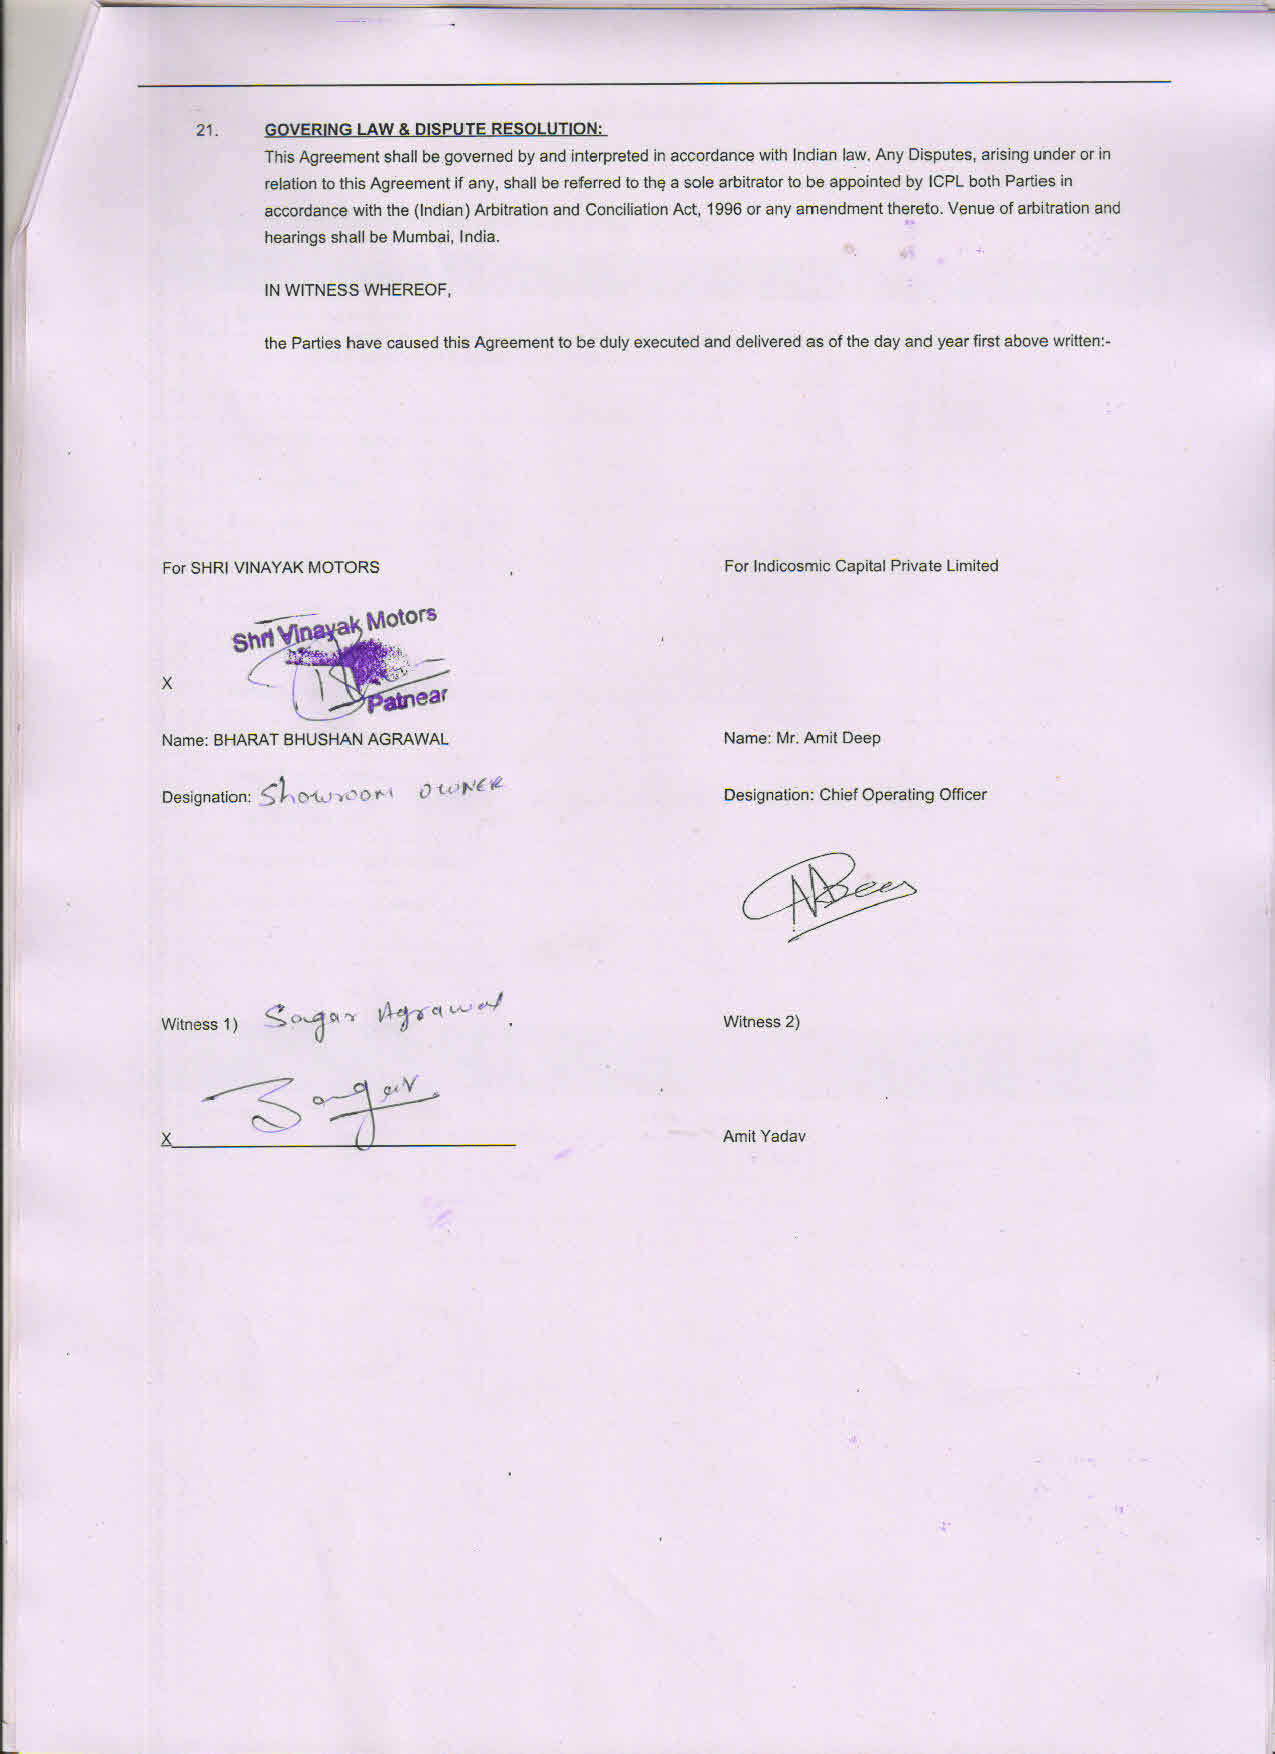 21. GOVERING LAW & DISPUTE RESOLUTION:
This Agreement shall be governed by and interpreted in accordance with Indian law. Any Disputes, arising under or in
relation to this Agreement if any, shall be referred to the a sole arbitrator to be appointed by ICPL both Parties in
accordance with the (Indian) Arbitration and Conciliation Act, 1996 or any amendment thereto. Venue of arbitration and
hearings shall be Mumbai, India.
IN WITNESS WHEREOF,
the Parties have caused this Agreement to be duly executed and delivered as of the day and year first above written:-
For SHRI VINAYAK MOTORS
For Indicosmic Capital Private Limited
Shri Vinayak Motors
X
Patnear
Name: BHARAT BHUSHAN AGRAWAL
Name: Mr. Amit Deep
Designation: Showroom OWNER
Designation: Chief Operating Officer
Witness 1) Sagar Agrawal
Witness 2)
Sagar
X
Amit Yadav